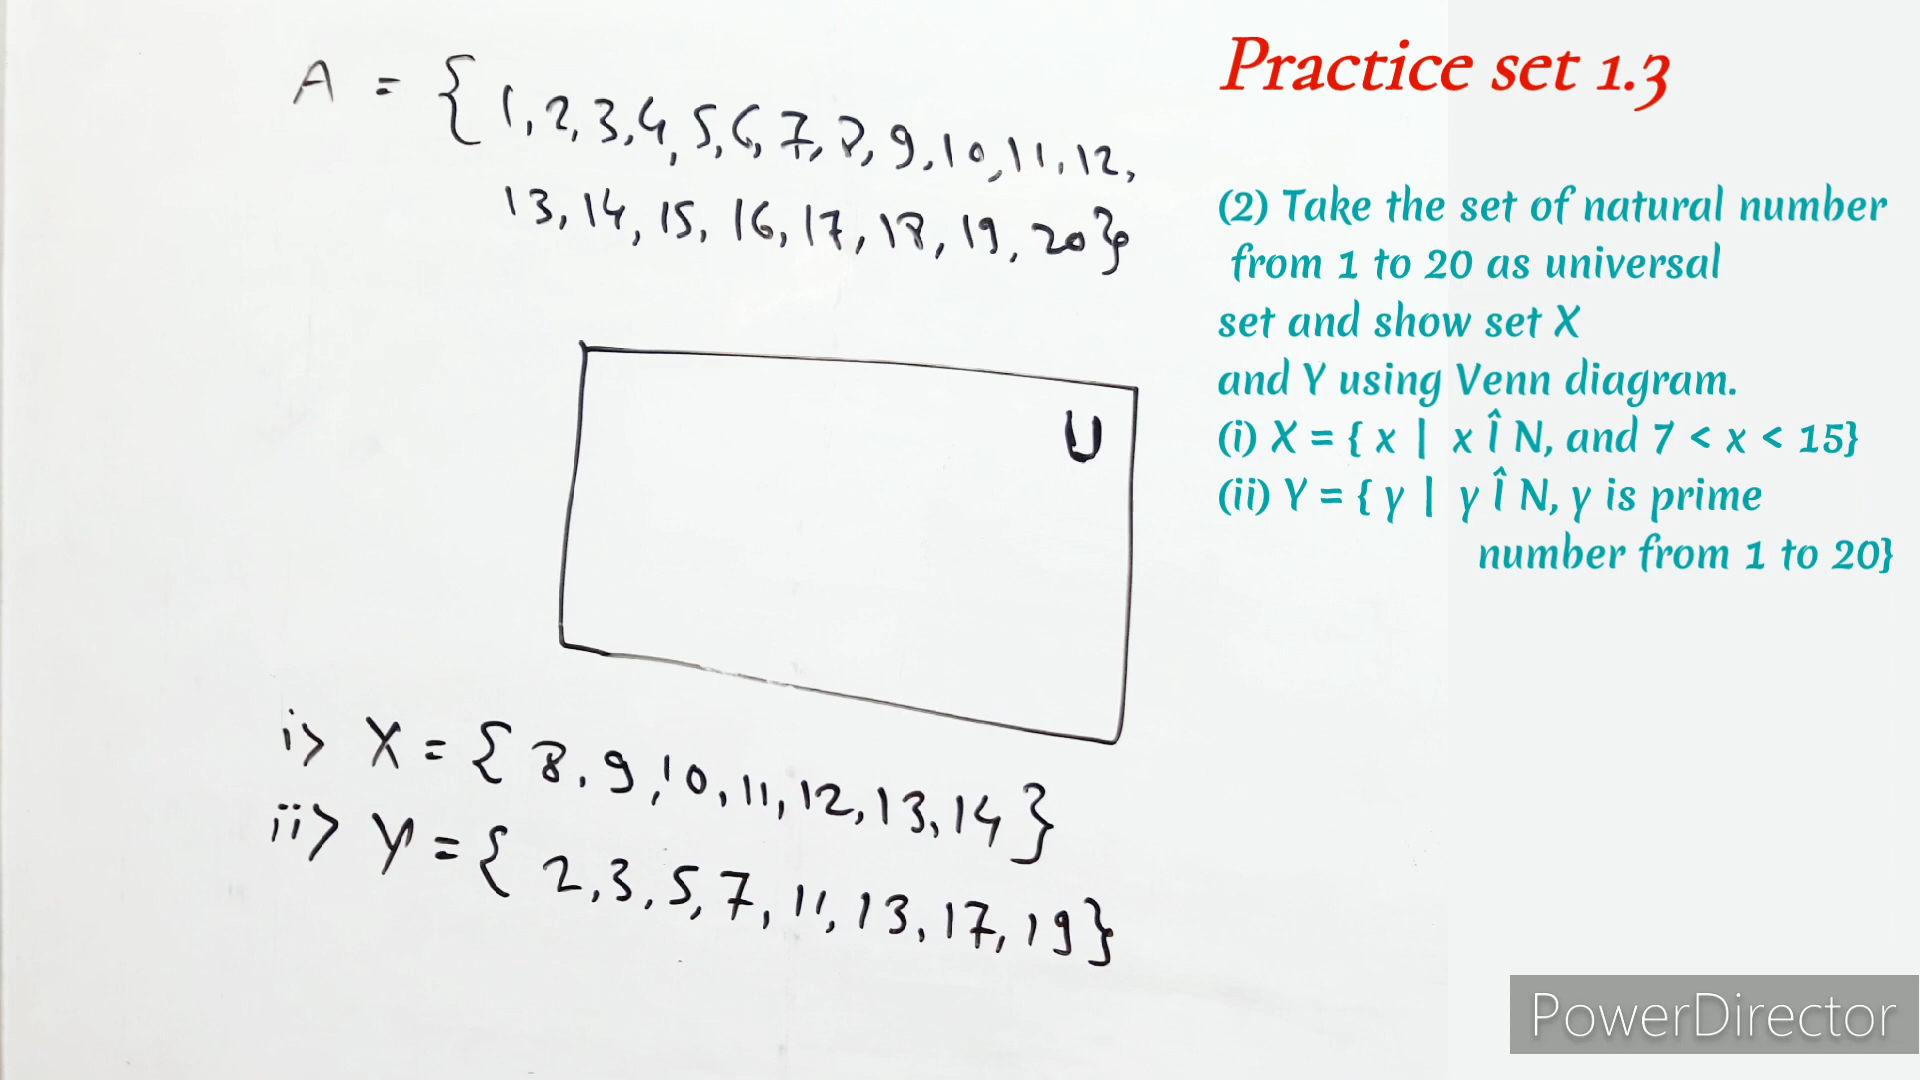 A = { 1, 2, 3, 4, 5, 6, 7, 8, 9, 10, 11, 12,
13, 14, 15, 16, 17, 18, 19, 20}
U
i> X = { 8, 9, 10, 11, 12, 13, 14 }
ii> Y = { 2, 3, 5, 7, 11, 13, 17, 19}
Practice set 1.3
(2) Take the set of natural number
from 1 to 20 as universal
set and show set X
and Y using Venn diagram.
(i) X = { x | x Î N, and 7 < x < 15}
(ii) Y = { y | y Î N, y is prime
number from 1 to 20}
PowerDirector